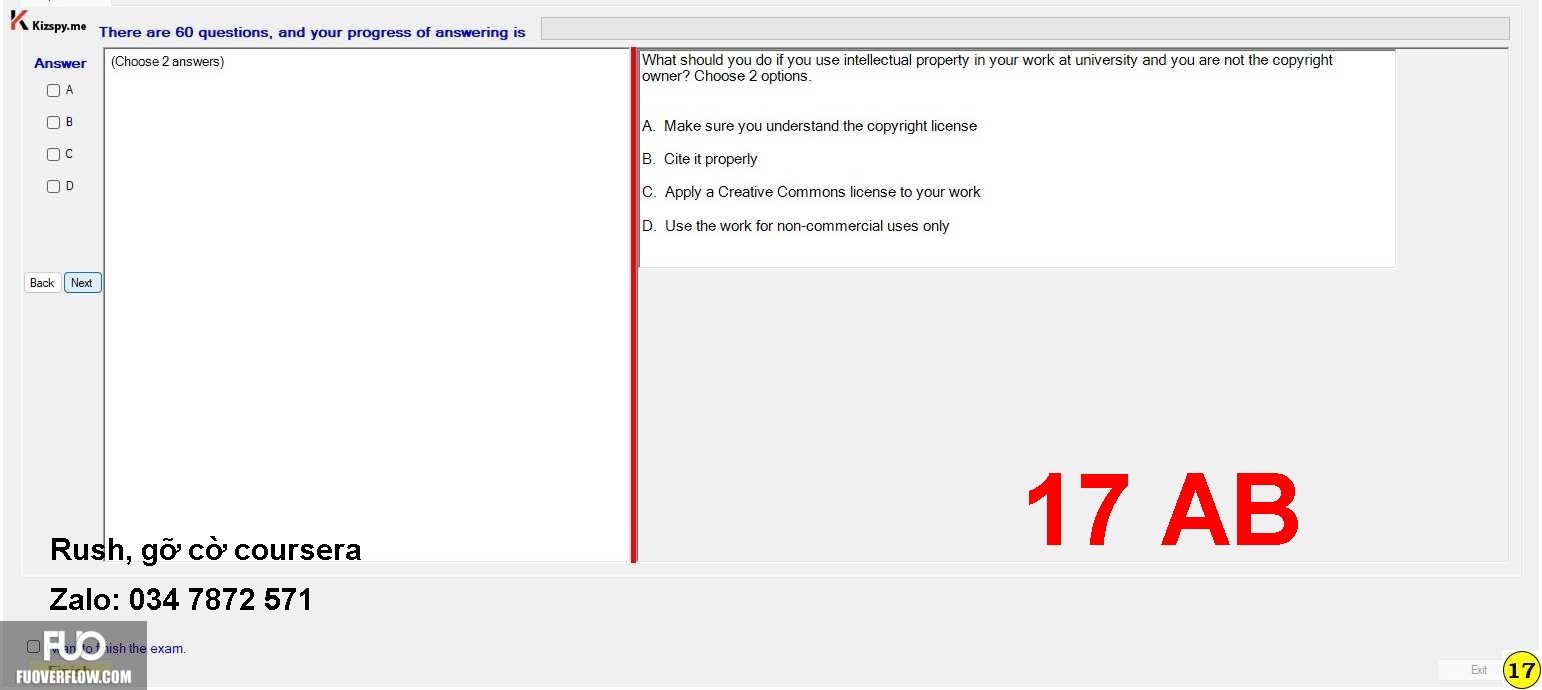 Kizspy.me
There are 60 questions, and your progress of answering is
Answer
(Choose 2 answers)
A
B
C
D
Back
Next
What should you do if you use intellectual property in your work at university and you are not the copyright
owner? Choose 2 options.
A. Make sure you understand the copyright license
B. Cite it properly
C. Apply a Creative Commons license to your work
D. Use the work for non-commercial uses only
17 AB
Rush, gỡ cờ coursera
Zalo: 034 7872 571
FUO
want to finish the exam.
Finish
FUOVERFLOW.COM
Exit
17